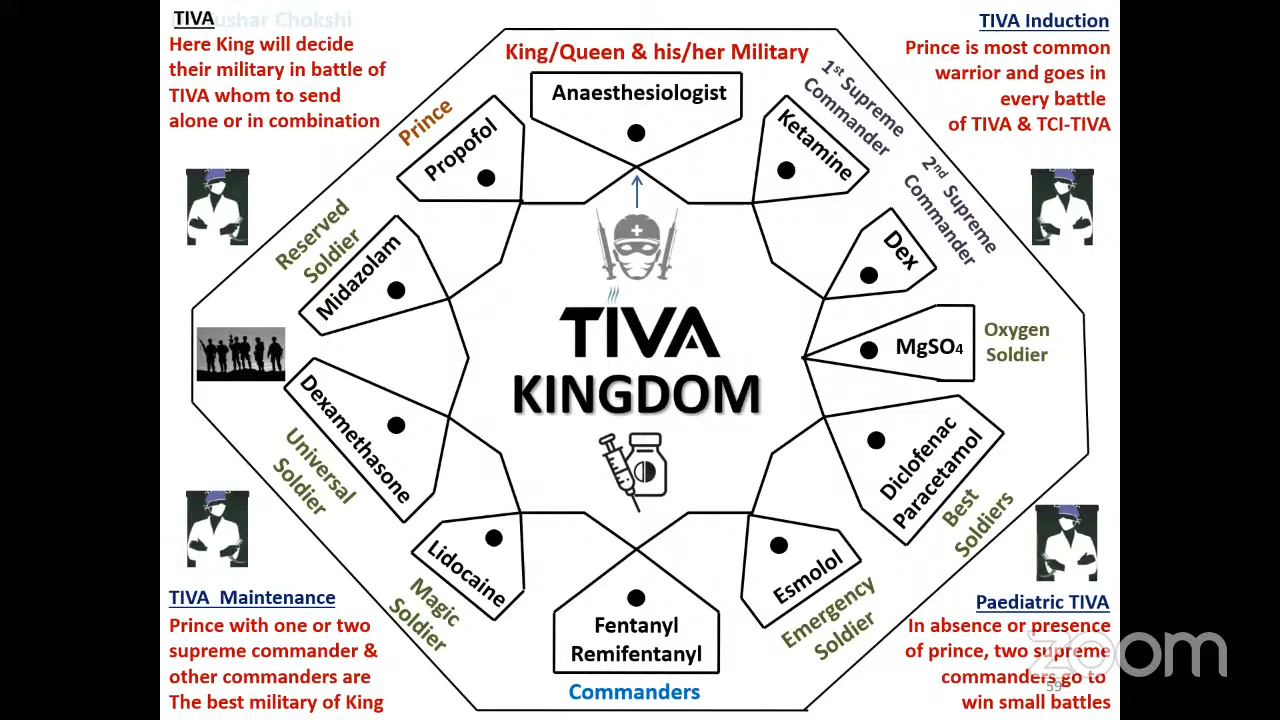 TIVA
Tushar Chokshi
Here King will decide
their military in battle of
TIVA whom to send
alone or in combination
King/Queen & his/her Military
Anaesthesiologist
TIVA Induction
Prince is most common
warrior and goes in
every battle
of TIVA & TCI-TIVA
Prince
Propofol
1st Supreme
Commander
Ketamine
2nd Supreme
Commander
Dex
Reserved
Soldier
Midazolam
TIVA
KINGDOM
MgSO4
Oxygen
Soldier
Dexamethasone
Universal
Soldier
Diclofenac
Paracetamol
Best
Soldiers
Lidocaine
Magic
Soldier
Fentanyl
Remifentanyl
Commanders
Esmolol
Emergency
Soldier
TIVA Maintenance
Prince with one or two
supreme commander &
other commanders are
The best military of King
Paediatric TIVA
In absence or presence
of prince, two supreme
commanders go to
win small battles
59
zoom